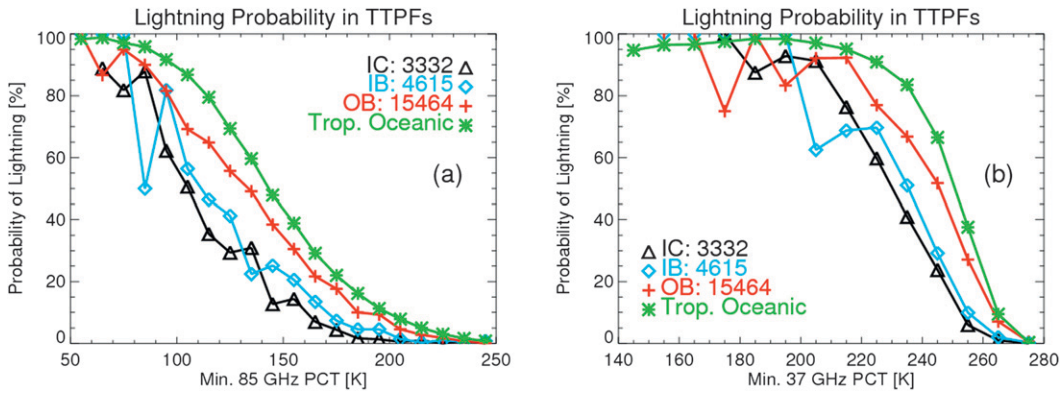 Lightning Probability in TTPFs
Probability of Lightning [%]
100
80
60
40
20
0
IC: 3332
IB: 4615
OB: 15464
Trop. Oceanic
(a)
50 100 150 200 250
Min. 85 GHz PCT [K]
Lightning Probability in TTPFs
Probability of Lightning [%]
100
80
60
40
20
0
(b)
IC: 3332
IB: 4615
OB: 15464
Trop. Oceanic
140 160 180 200 220 240 260 280
Min. 37 GHz PCT [K]